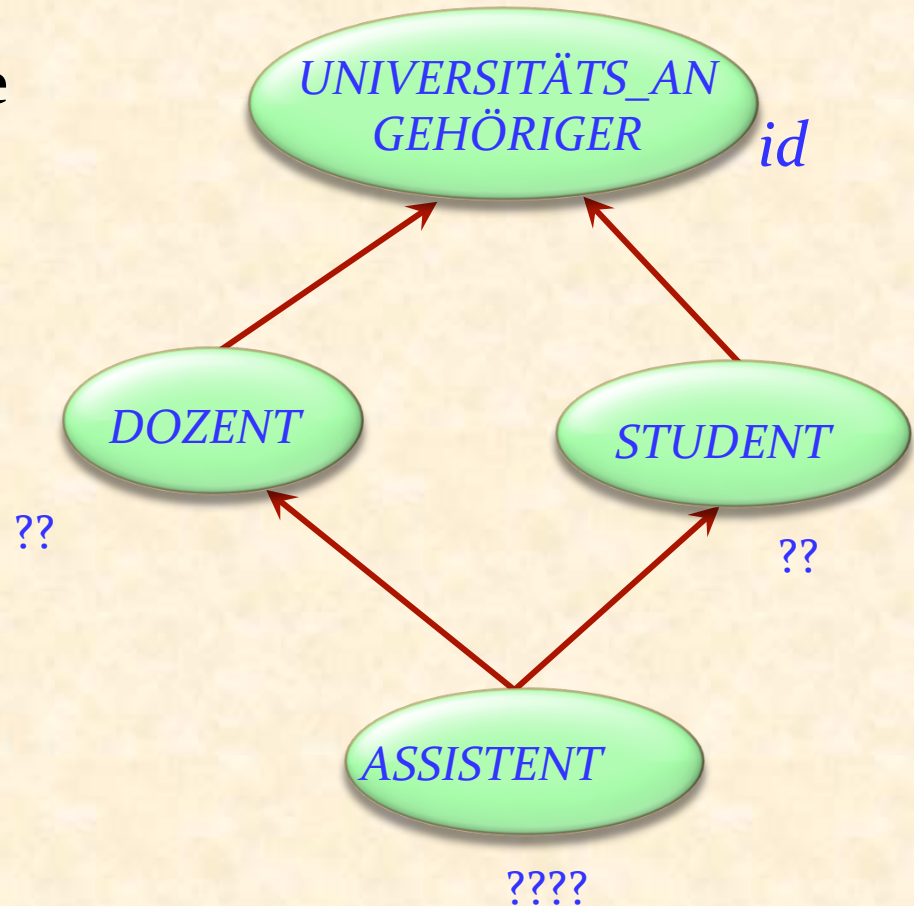 e
UNIVERSITÄTS_AN
GEHÖRIGER
id
DOZENT
STUDENT
??
??
ASSISTENT
????